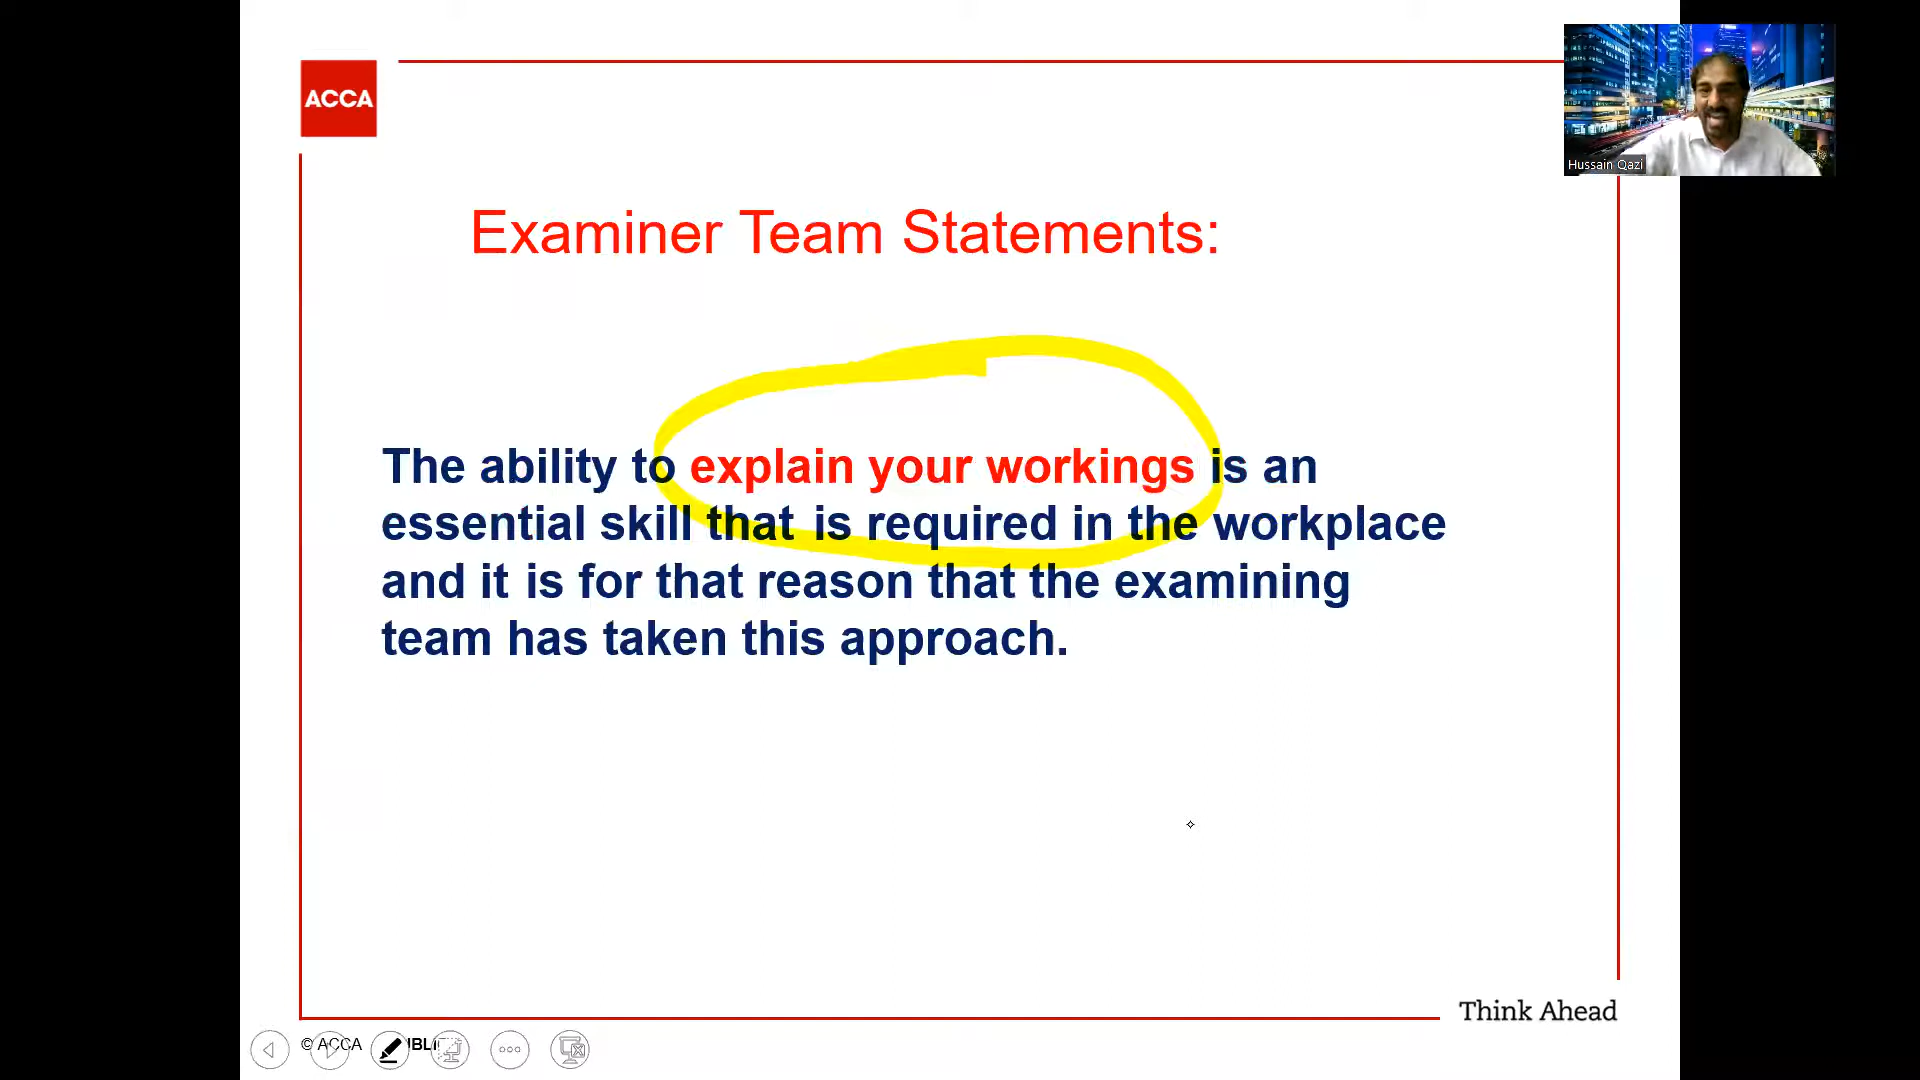 ACCA
Hussain Qazi
Examiner Team Statements:
The ability to explain your workings is an
essential skill that is required in the workplace
and it is for that reason that the examining
team has taken this approach.
Think Ahead
© ACCA